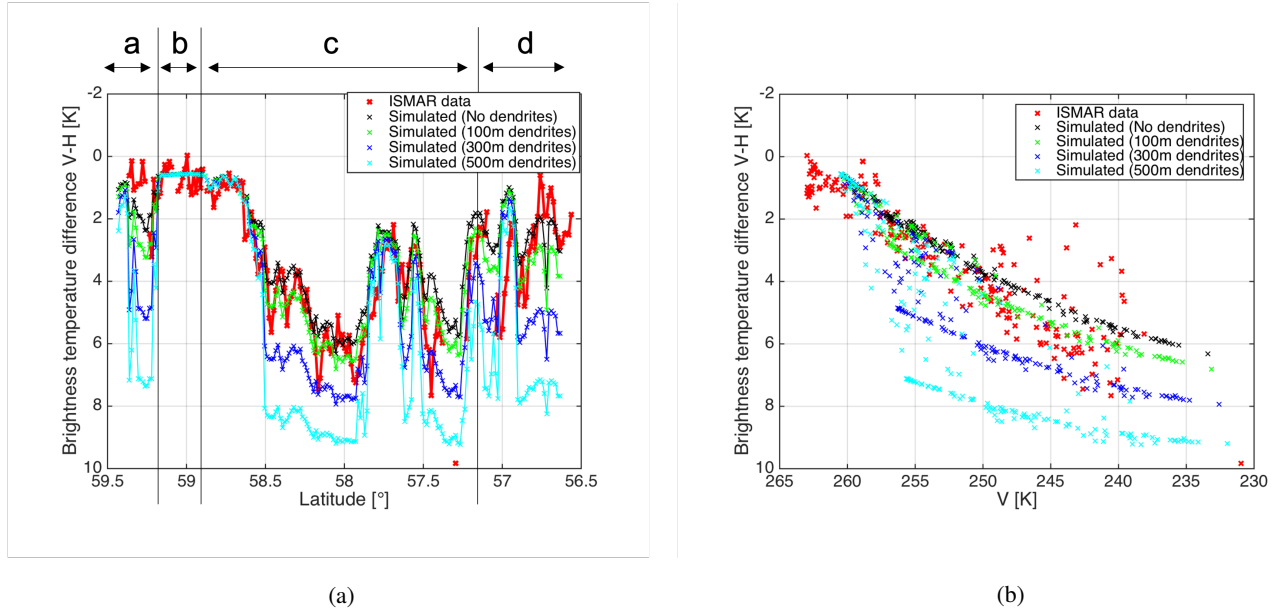 a b c d
-2
0
2
4
6
8
10
59.5 59 58.5 58 57.5 57 56.5
Latitude [°]
Brightness temperature difference V-H [K]
ISMAR data
Simulated (No dendrites)
Simulated (100m dendrites)
Simulated (300m dendrites)
Simulated (500m dendrites)
(a)
-2
0
2
4
6
8
10
265 260 255 250 245 240 235 230
V [K]
Brightness temperature difference V-H [K]
ISMAR data
Simulated (No dendrites)
Simulated (100m dendrites)
Simulated (300m dendrites)
Simulated (500m dendrites)
(b)